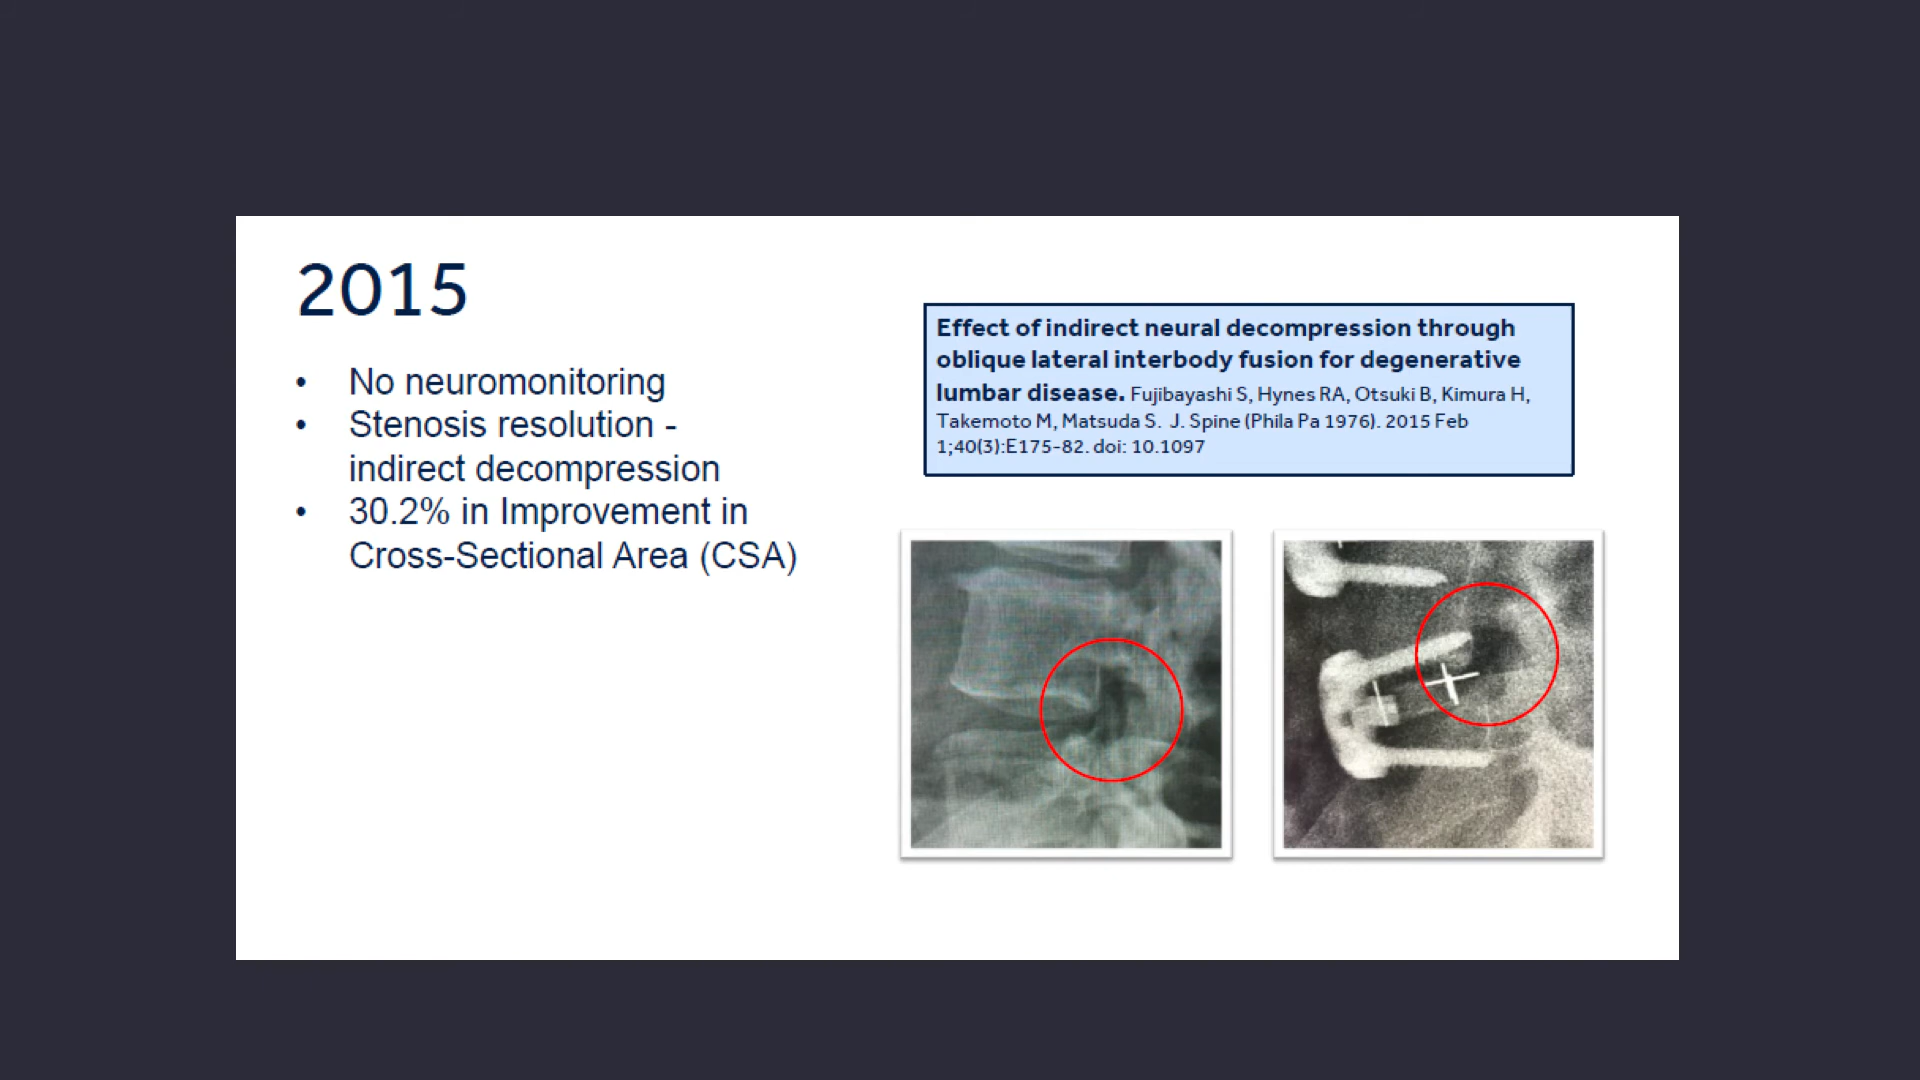 2015
• No neuromonitoring
• Stenosis resolution -
indirect decompression
• 30.2% in Improvement in
Cross-Sectional Area (CSA)
Effect of indirect neural decompression through
oblique lateral interbody fusion for degenerative
lumbar disease. Fujibayashi S, Hynes RA, Otsuki B, Kimura H,
Takemoto M, Matsuda S. J. Spine (Phila Pa 1976). 2015 Feb
1;40(3):E175-82. doi: 10.1097